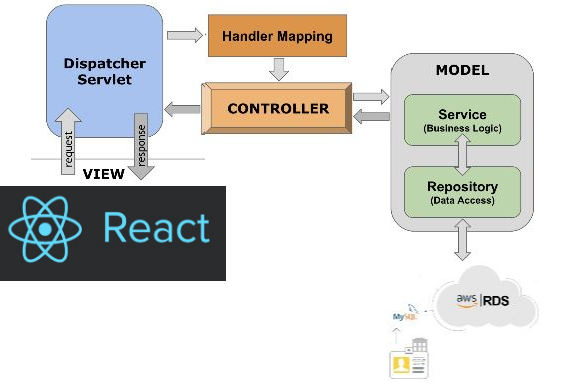 Dispatcher
Servlet
Handler Mapping
CONTROLLER
MODEL
Service
(Business Logic)
Repository
(Data Access)
request
response
VIEW
React
aws | RDS
MySQL